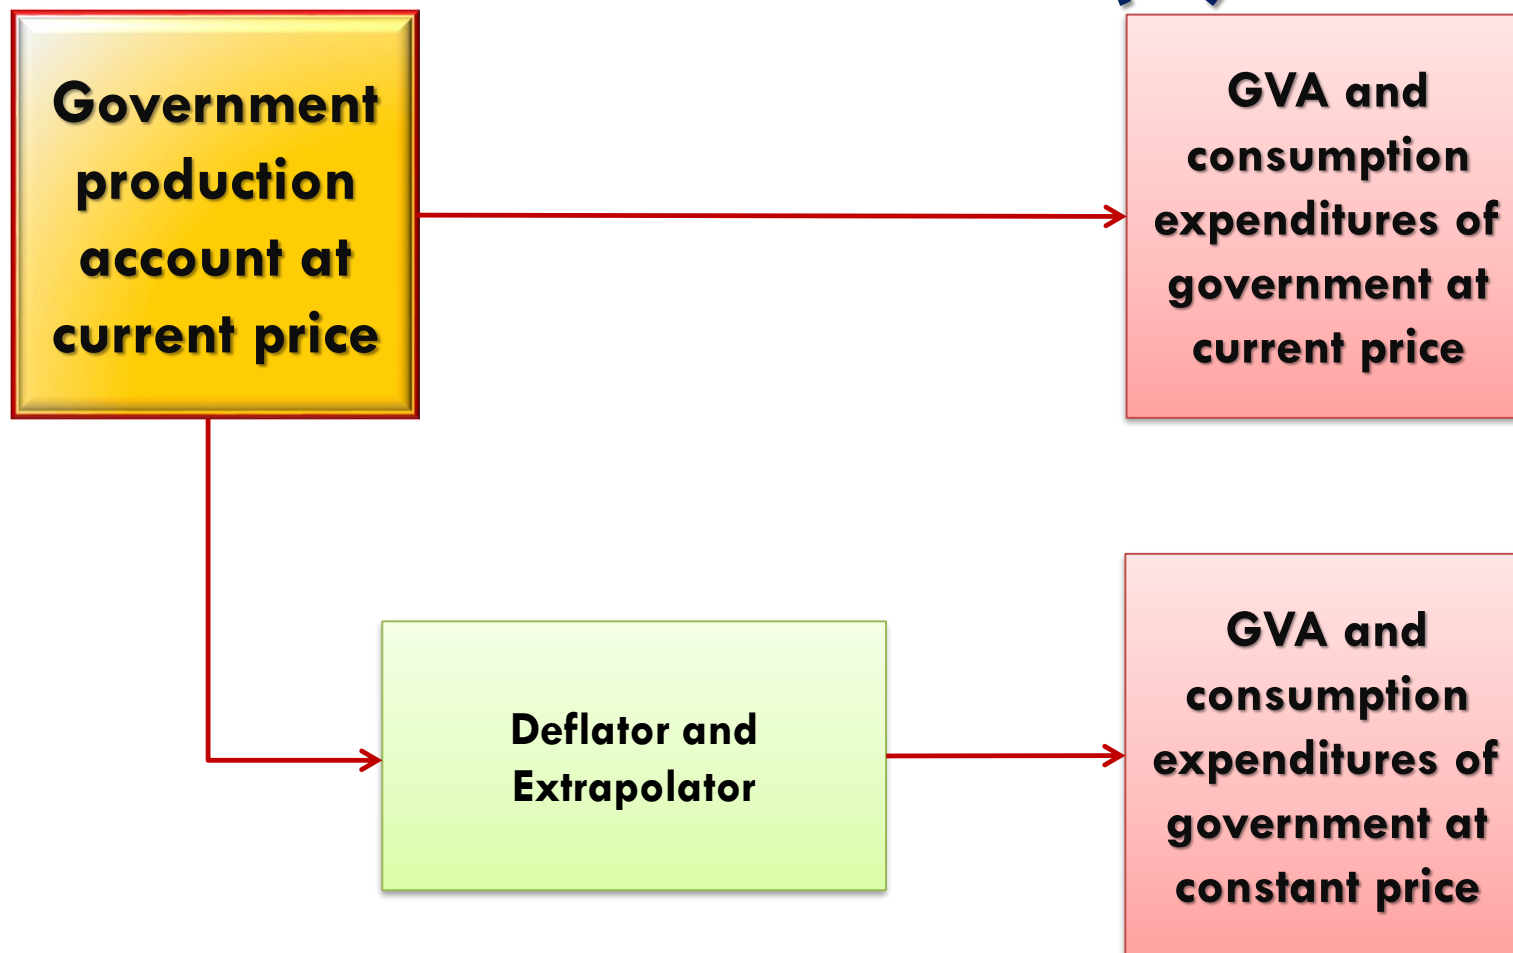 Government
production
account at
current price
GVA and
consumption
expenditures of
government at
current price
Deflator and
Extrapolator
GVA and
consumption
expenditures of
government at
constant price